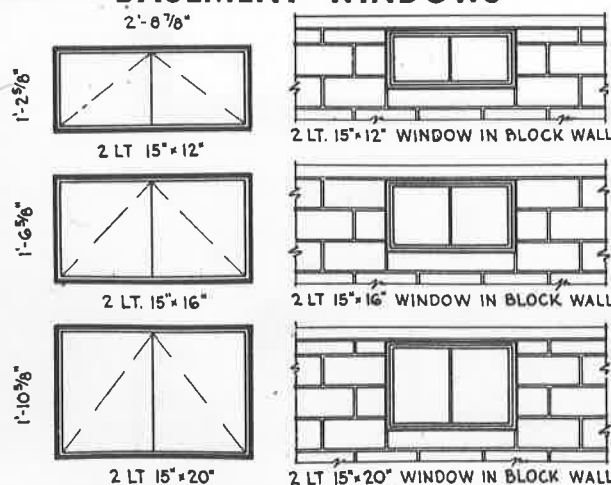 BASEMENT WINDOWS
2'-8 7/8"
1'-2 5/8"
2 LT 15" x 12"
2 LT. 15" x 12" WINDOW IN BLOCK WALL
1'-6 5/8"
2 LT. 15" x 16"
2 LT 15" x 16" WINDOW IN BLOCK WALL
1'-10 5/8"
2 LT 15" x 20"
2 LT 15" x 20" WINDOW IN BLOCK WALL